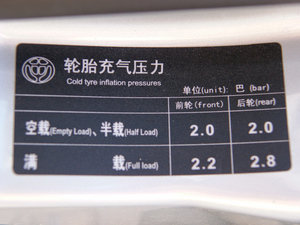 轮胎充气压力
Cold tyre inflation pressures
单位(unit): 巴 (bar)
前轮(front) 后轮(rear)
空载(Empty Load)、半载(Half Load) 2.0 2.0
满 载(Full load) 2.2 2.8